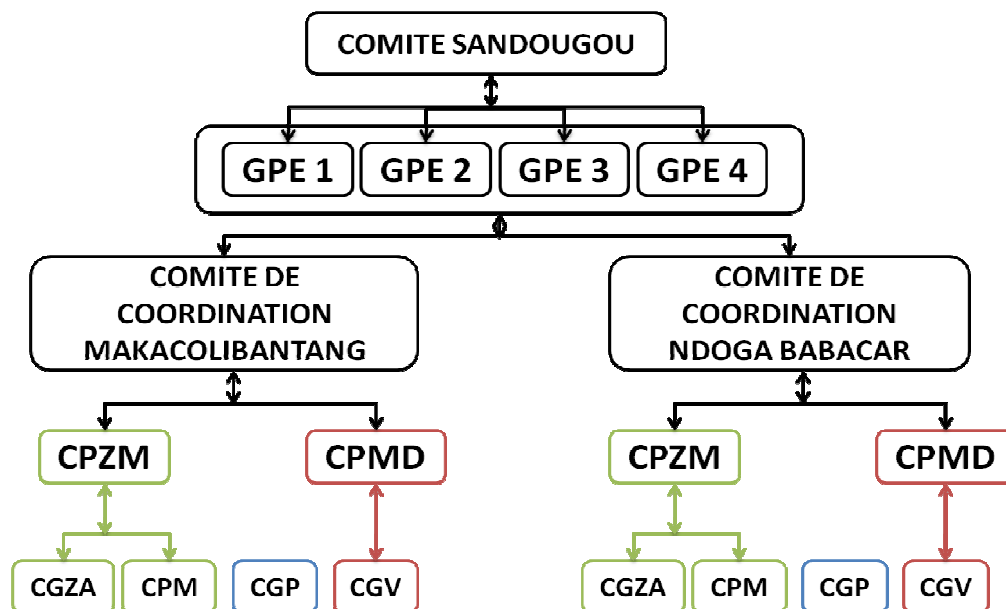 COMITE SANDOUGOU
GPE 1
GPE 2
GPE 3
GPE 4
COMITE DE
COORDINATION
MAKACOLIBANTANG
COMITE DE
COORDINATION
NDOGA BABACAR
CPZM
CPMD
CPZM
CPMD
CGZA
CPM
CGP
CGV
CGZA
CPM
CGP
CGV